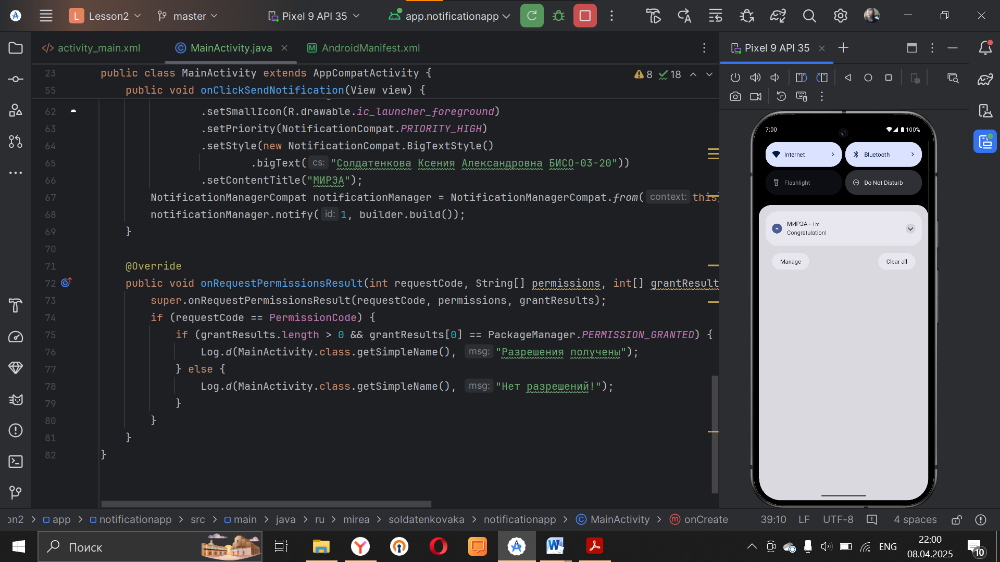 L Lesson2 master Pixel 9 API 35 app.notificationapp
activity_main.xml MainActivity.java AndroidManifest.xml
Pixel 9 API 35
23 public class MainActivity extends AppCompatActivity { 8 18
55 public void onClickSendNotification(View view) {
62 .setSmallIcon(R.drawable.ic_launcher_foreground)
63 .setPriority(NotificationCompat.PRIORITY_HIGH)
64 .setStyle(new NotificationCompat.BigTextStyle()
65 .bigText( cs: "Солдатенкова Ксения Александровна БИСО-03-20"))
66 .setContentTitle("МИРЭА");
67 NotificationManagerCompat notificationManager = NotificationManagerCompat.from( context: this
68 notificationManager.notify( id: 1, builder.build());
69 }
70
71 @Override
72 public void onRequestPermissionsResult(int requestCode, String[] permissions, int[] grantResult
73 super.onRequestPermissionsResult(requestCode, permissions, grantResults);
74 if (requestCode == PermissionCode) {
75 if (grantResults.length > 0 && grantResults[0] == PackageManager.PERMISSION_GRANTED) {
76 Log.d(MainActivity.class.getSimpleName(), msg: "Разрешения получены");
77 } else {
78 Log.d(MainActivity.class.getSimpleName(), msg: "Нет разрешений!");
79 }
80 }
81 }
82 }
7:00 100%
Internet Bluetooth
Flashlight Do Not Disturb
МИРЭА • 1m
Congratulation!
Manage Clear all
on2 > app > notificationapp > src > main > java > ru > mirea > soldatenkovaka > notificationapp > MainActivity > onCreate 39:10 LF UTF-8 4 spaces
Поиск
ENG
22:00
08.04.2025
10